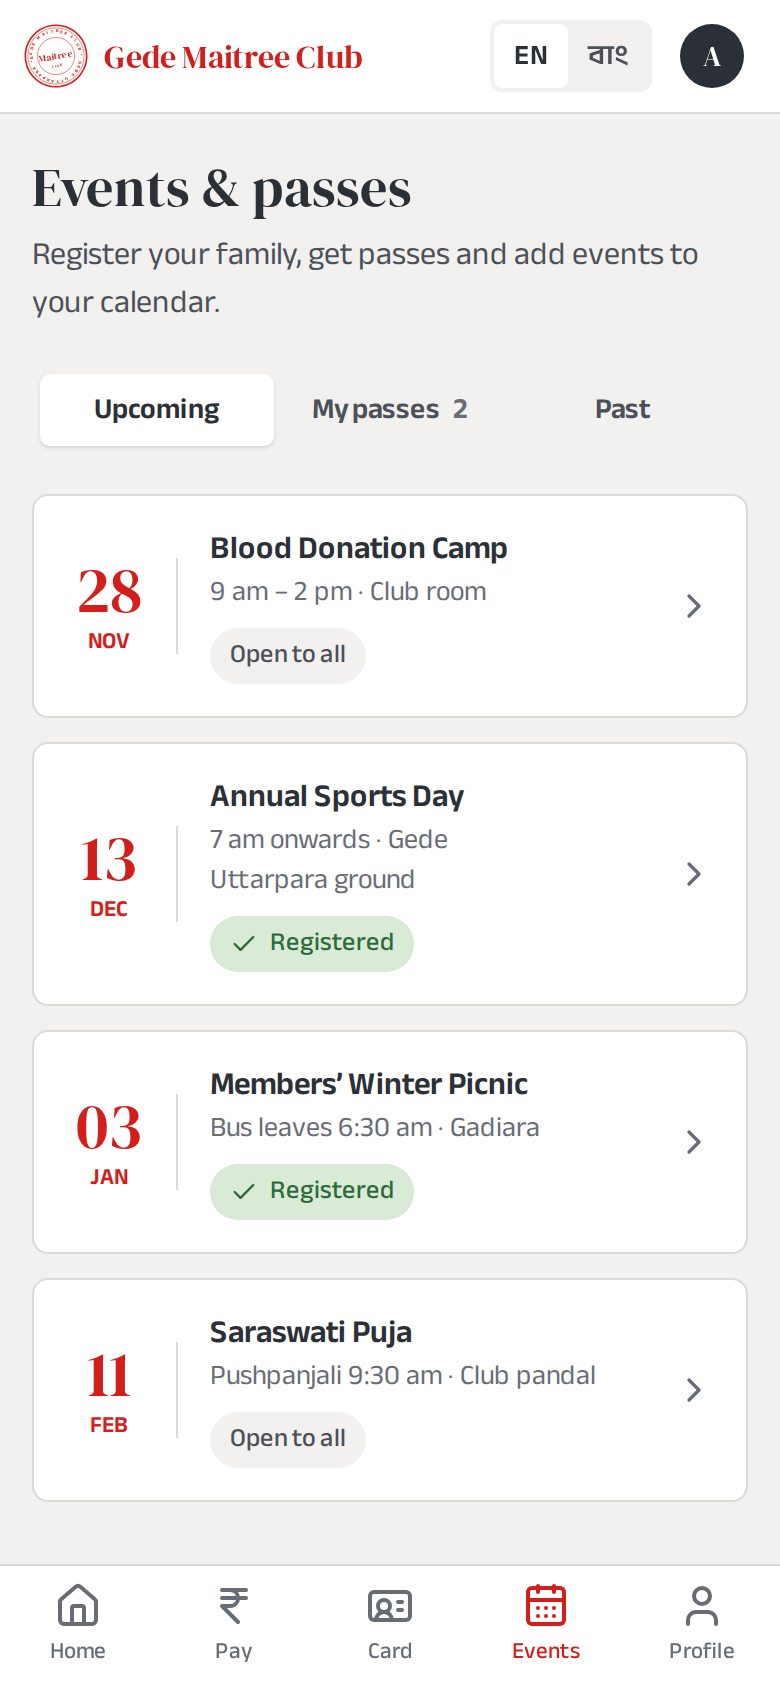 Maitree
Gede Maitree Club
EN
বাং
A
Events & passes
Register your family, get passes and add events to
your calendar.
Upcoming
My passes 2
Past
28
NOV
Blood Donation Camp
9 am – 2 pm · Club room
Open to all
13
DEC
Annual Sports Day
7 am onwards · Gede
Uttarpara ground
Registered
03
JAN
Members’ Winter Picnic
Bus leaves 6:30 am · Gadiara
Registered
11
FEB
Saraswati Puja
Pushpanjali 9:30 am · Club pandal
Open to all
Home
Pay
Card
Events
Profile